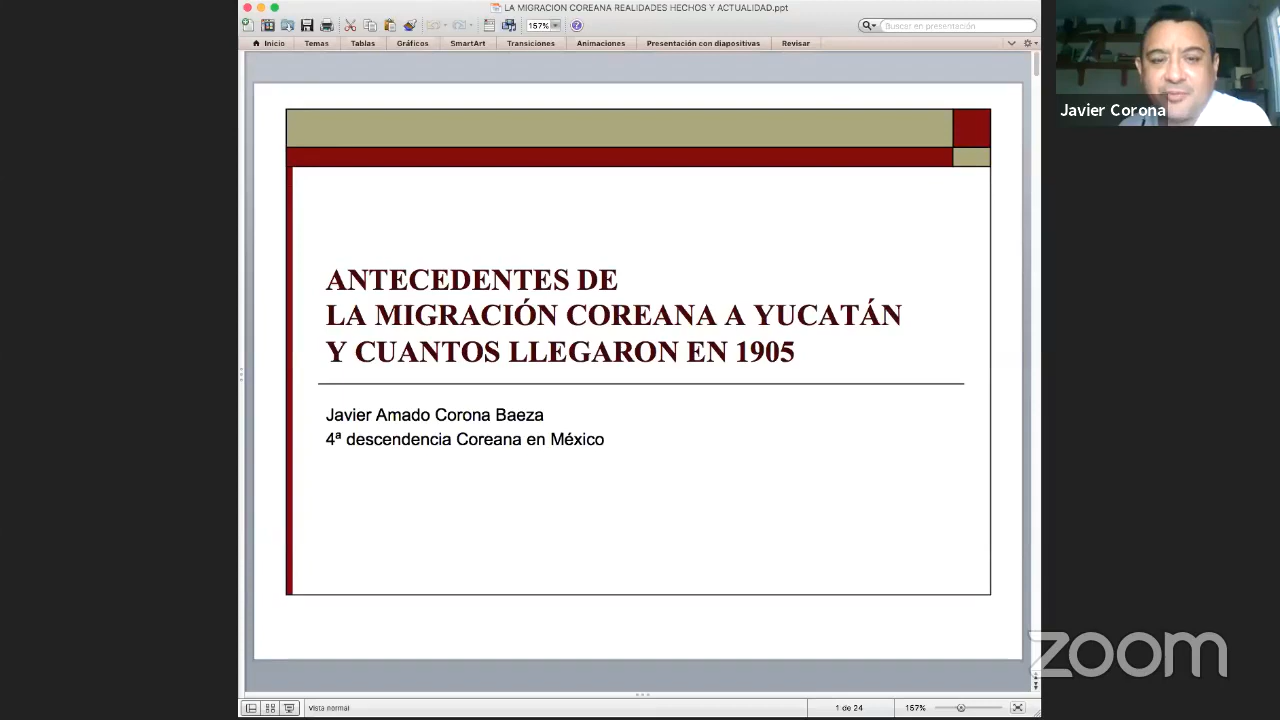 LA MIGRACION COREANA REALIDADES HECHOS Y ACTUALIDAD.ppt
157%
Buscar en presentación
Inicio
Temas
Tablas
Gráficos
SmartArt
Transiciones
Animaciones
Presentación con diapositivas
Revisar
Javier Corona
ANTECEDENTES DE
LA MIGRACIÓN COREANA A YUCATÁN
Y CUANTOS LLEGARON EN 1905
Javier Amado Corona Baeza
4ª descendencia Coreana en México
zoom
Vista normal
1 de 24
157%